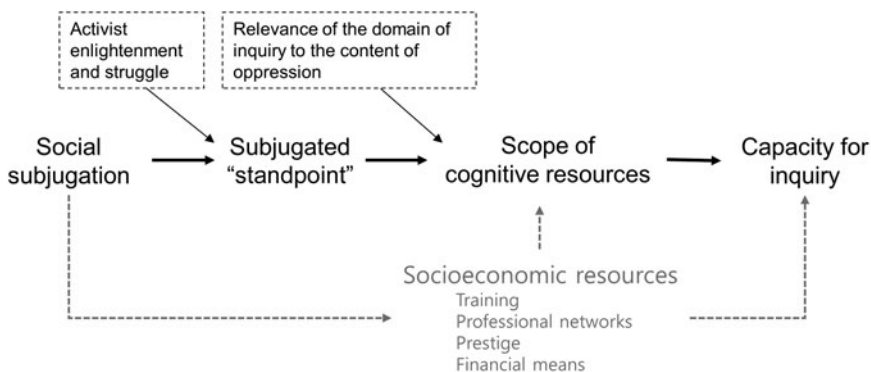 Activist
enlightenment
and struggle
Relevance of the domain of
inquiry to the content of
oppression
Social
subjugation
Subjugated
“standpoint”
Scope of
cognitive resources
Capacity for
inquiry
Socioeconomic resources
Training
Professional networks
Prestige
Financial means